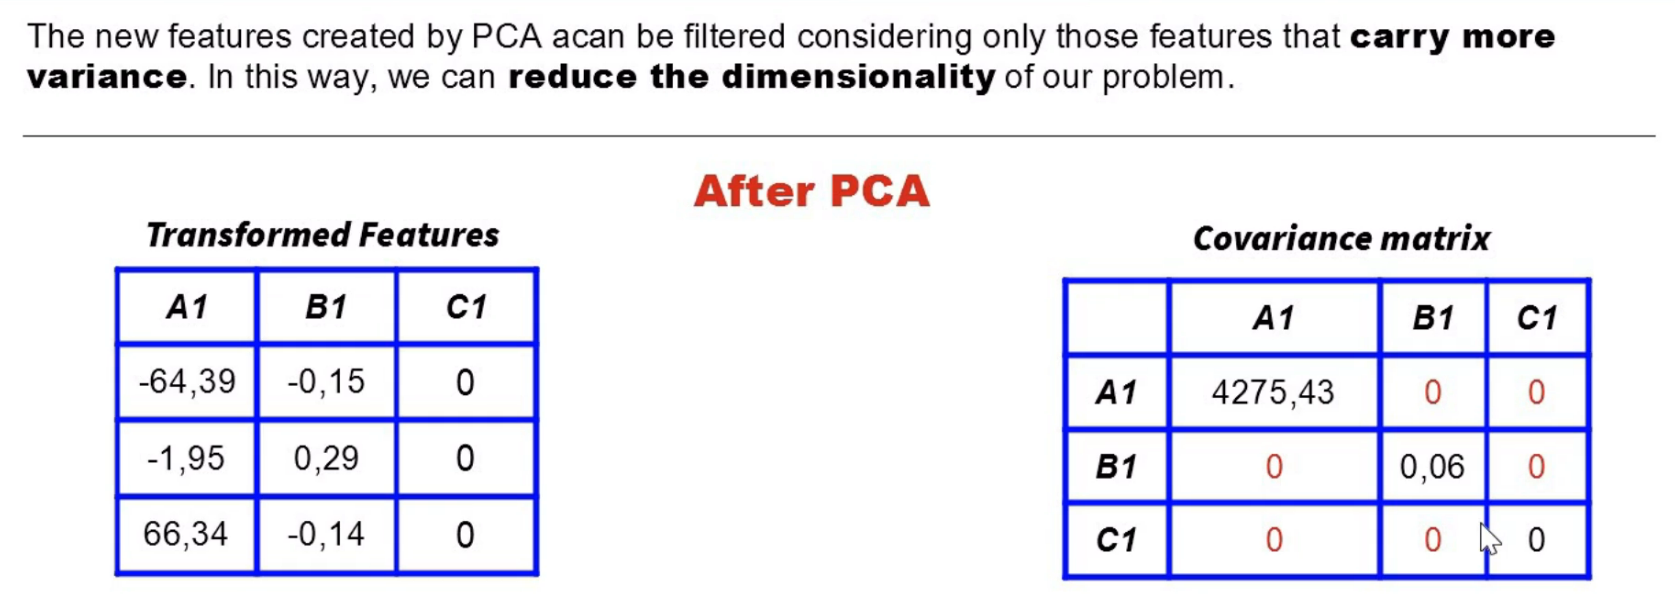 The new features created by PCA acan be filtered considering only those features that carry more
variance. In this way, we can reduce the dimensionality of our problem.
After PCA
Transformed Features
A1 B1 C1
-64,39 -0,15 0
-1,95 0,29 0
66,34 -0,14 0
Covariance matrix
A1 B1 C1
A1 4275,43 0 0
B1 0 0,06 0
C1 0 0 0